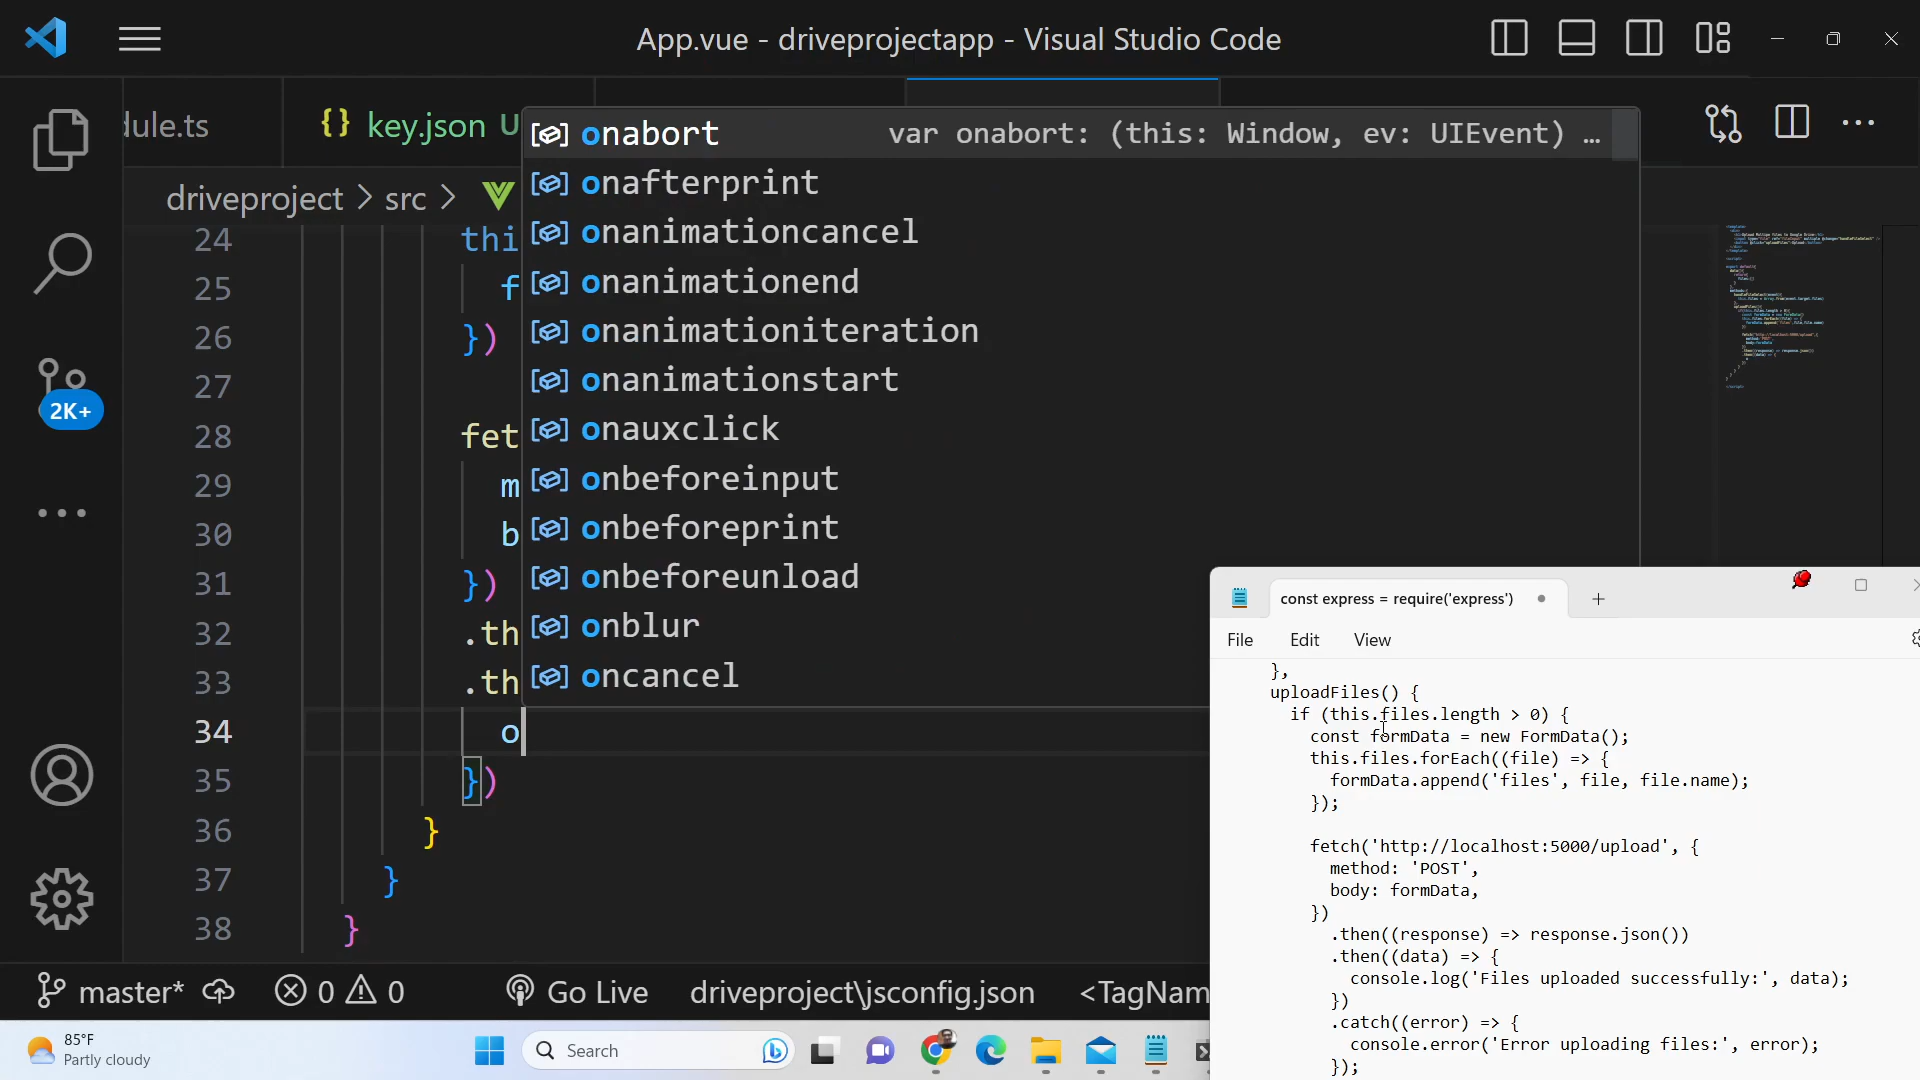 App.vue - driveprojectapp - Visual Studio Code
dule.ts
{} key.json U
driveproject > src >
onabort var onabort: (this: Window, ev: UIEvent) …
onafterprint
onanimationcancel
onanimationend
onanimationiteration
onanimationstart
onauxclick
onbeforeinput
onbeforeprint
onbeforeunload
onblur
oncancel
24 thi
25 f
26 })
27
28 fet
29 m
30 b
31 })
32 .th
33 .th
34 o
35 })
36 }
37 }
38 }
2K+
const express = require('express')
File Edit View
},
uploadFiles() {
if (this.files.length > 0) {
const formData = new FormData();
this.files.forEach((file) => {
formData.append('files', file, file.name);
});
fetch('http://localhost:5000/upload', {
method: 'POST',
body: formData,
})
.then((response) => response.json())
.then((data) => {
console.log('Files uploaded successfully:', data);
})
.catch((error) => {
console.error('Error uploading files:', error);
});
master* 0 0 Go Live driveproject\jsconfig.json <TagNam
85°F
Partly cloudy
Search